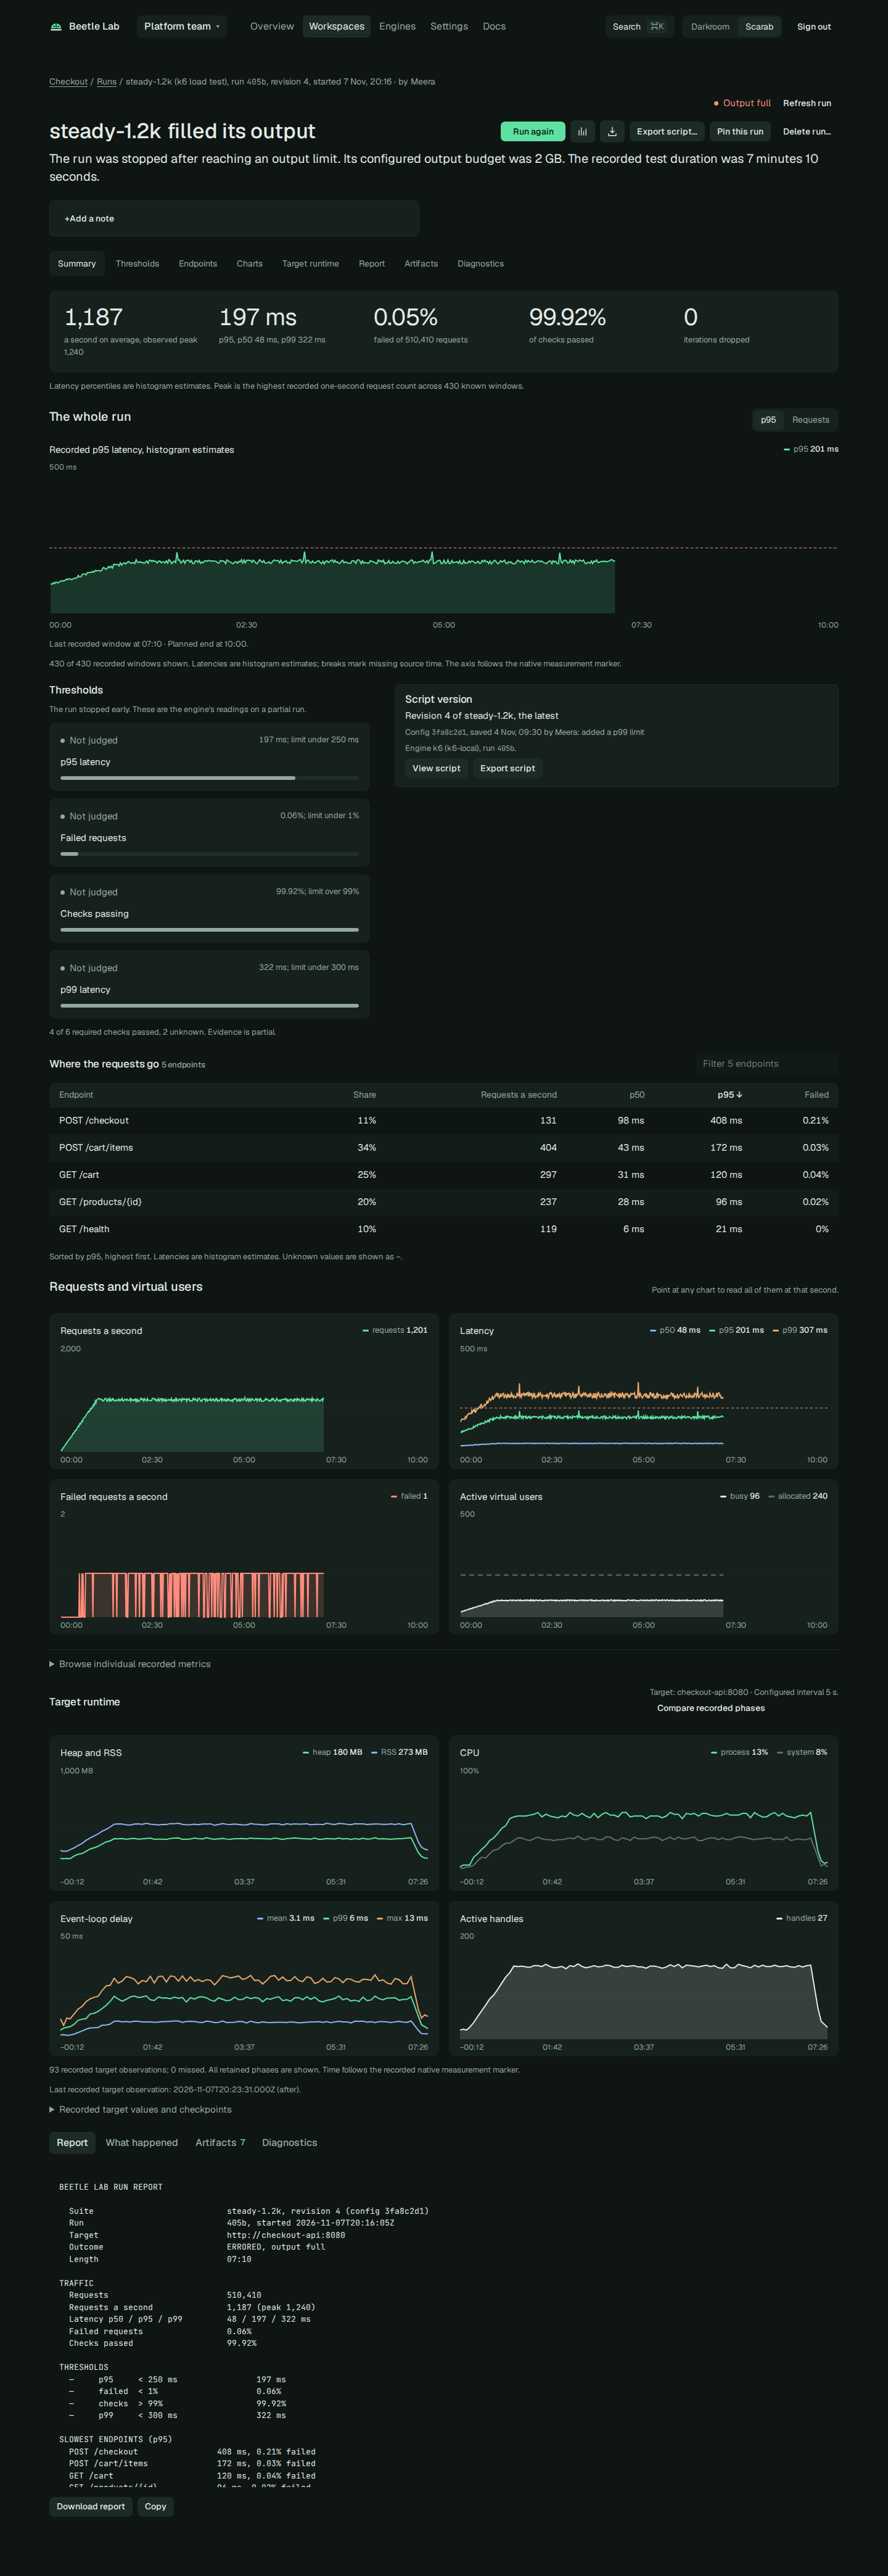 Beetle Lab
Platform team
Overview
Workspaces
Engines
Settings
Docs
Search ⌘K
Darkroom
Scarab
Sign out
Checkout / Runs / steady-1.2k (k6 load test), run 405b, revision 4, started 7 Nov, 20:16 · by Meera
Output full
Refresh run
steady-1.2k filled its output
Run again
Export script…
Pin this run
Delete run…
The run was stopped after reaching an output limit. Its configured output budget was 2 GB. The recorded test duration was 7 minutes 10
seconds.
+Add a note
Summary
Thresholds
Endpoints
Charts
Target runtime
Report
Artifacts
Diagnostics
1,187
a second on average, observed peak
1,240
197 ms
p95, p50 48 ms, p99 322 ms
0.05%
failed of 510,410 requests
99.92%
of checks passed
0
iterations dropped
Latency percentiles are histogram estimates. Peak is the highest recorded one-second request count across 430 known windows.
The whole run
p95
Requests
Recorded p95 latency, histogram estimates
p95 201 ms
500 ms
00:00 02:30 05:00 07:30 10:00
Last recorded window at 07:10 · Planned end at 10:00.
430 of 430 recorded windows shown. Latencies are histogram estimates; breaks mark missing source time. The axis follows the native measurement marker.
Thresholds
The run stopped early. These are the engine's readings on a partial run.
Not judged
197 ms; limit under 250 ms
p95 latency
Not judged
0.06%; limit under 1%
Failed requests
Not judged
99.92%; limit over 99%
Checks passing
Not judged
322 ms; limit under 300 ms
p99 latency
4 of 6 required checks passed, 2 unknown. Evidence is partial.
Script version
Revision 4 of steady-1.2k, the latest
Config 3fa8c2d1, saved 4 Nov, 09:30 by Meera: added a p99 limit
Engine k6 (k6-local), run 405b.
View script
Export script
Where the requests go 5 endpoints
Filter 5 endpoints
Endpoint Share Requests a second p50 p95 ↓ Failed
POST /checkout 11% 131 98 ms 408 ms 0.21%
POST /cart/items 34% 404 43 ms 172 ms 0.03%
GET /cart 25% 297 31 ms 120 ms 0.04%
GET /products/{id} 20% 237 28 ms 96 ms 0.02%
GET /health 10% 119 6 ms 21 ms 0%
Sorted by p95, highest first. Latencies are histogram estimates. Unknown values are shown as –.
Requests and virtual users
Point at any chart to read all of them at that second.
Requests a second
requests 1,201
2,000
00:00 02:30 05:00 07:30 10:00
Latency
p50 48 ms p95 201 ms p99 307 ms
500 ms
00:00 02:30 05:00 07:30 10:00
Failed requests a second
failed 1
2
00:00 02:30 05:00 07:30 10:00
Active virtual users
busy 96 allocated 240
500
00:00 02:30 05:00 07:30 10:00
Browse individual recorded metrics
Target runtime
Target: checkout-api:8080 · Configured interval 5 s.
Compare recorded phases
Heap and RSS
heap 180 MB RSS 273 MB
1,000 MB
−00:12 01:42 03:37 05:31 07:26
CPU
process 13% system 8%
100%
−00:12 01:42 03:37 05:31 07:26
Event-loop delay
mean 3.1 ms p99 6 ms max 13 ms
50 ms
−00:12 01:42 03:37 05:31 07:26
Active handles
handles 27
200
−00:12 01:42 03:37 05:31 07:26
93 recorded target observations; 0 missed. All retained phases are shown. Time follows the recorded native measurement marker.
Last recorded target observation: 2026-11-07T20:23:31.000Z (after).
Recorded target values and checkpoints
Report
What happened
Artifacts 7
Diagnostics
BEETLE LAB RUN REPORT
Suite steady-1.2k, revision 4 (config 3fa8c2d1)
Run 405b, started 2026-11-07T20:16:05Z
Target http://checkout-api:8080
Outcome ERRORED, output full
Length 07:10
TRAFFIC
Requests 510,410
Requests a second 1,187 (peak 1,240)
Latency p50 / p95 / p99 48 / 197 / 322 ms
Failed requests 0.06%
Checks passed 99.92%
THRESHOLDS
— p95 < 250 ms 197 ms
— failed < 1% 0.06%
— checks > 99% 99.92%
— p99 < 300 ms 322 ms
SLOWEST ENDPOINTS (p95)
POST /checkout 408 ms, 0.21% failed
POST /cart/items 172 ms, 0.03% failed
GET /cart 120 ms, 0.04% failed
GET /products/{id} 96 ms, 0.02% failed
Download report
Copy